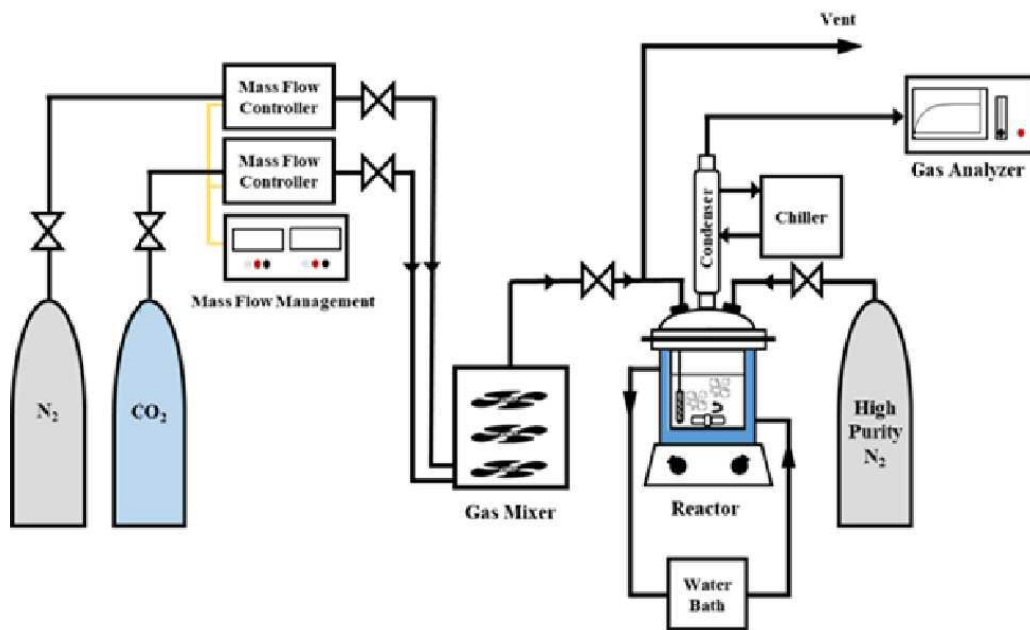 Vent
Mass Flow
Controller
Mass Flow
Controller
Gas Analyzer
Condenser
Chiller
Mass Flow Management
N₂
CO₂
High
Purity
N₂
Gas Mixer
Reactor
Water
Bath